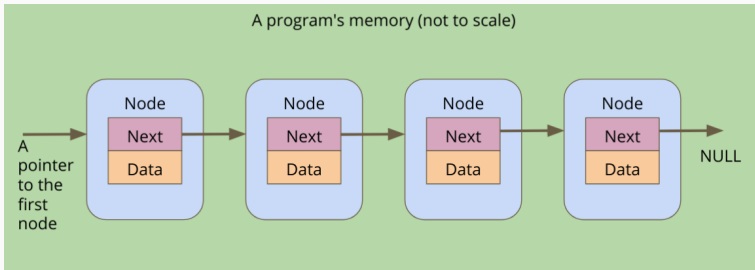 A program's memory (not to scale)
Node
Next
Data
Node
Next
Data
Node
Next
Data
Node
Next
Data
A
pointer
to the
first
node
NULL